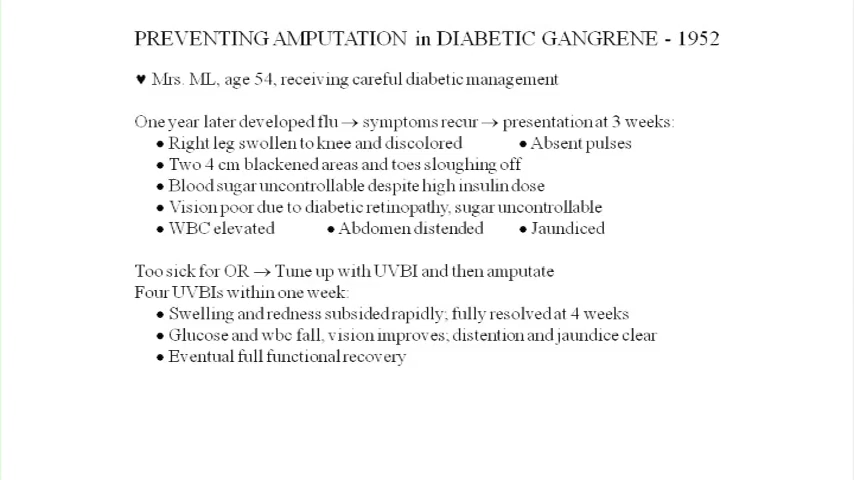 PREVENTING AMPUTATION in DIABETIC GANGRENE - 1952
♥ Mrs. ML, age 54, receiving careful diabetic management
One year later developed flu → symptoms recur → presentation at 3 weeks:
● Right leg swollen to knee and discolored ● Absent pulses
● Two 4 cm blackened areas and toes sloughing off
● Blood sugar uncontrollable despite high insulin dose
● Vision poor due to diabetic retinopathy, sugar uncontrollable
● WBC elevated ● Abdomen distended ● Jaundiced
Too sick for OR → Tune up with UVBI and then amputate
Four UVBIs within one week:
● Swelling and redness subsided rapidly; fully resolved at 4 weeks
● Glucose and wbc fall, vision improves; distention and jaundice clear
● Eventual full functional recovery